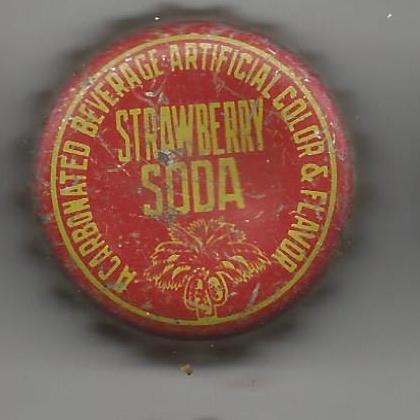 A CARBONATED BEVERAGE ARTIFICIAL COLOR & FLAVOR
STRAWBERRY
SODA